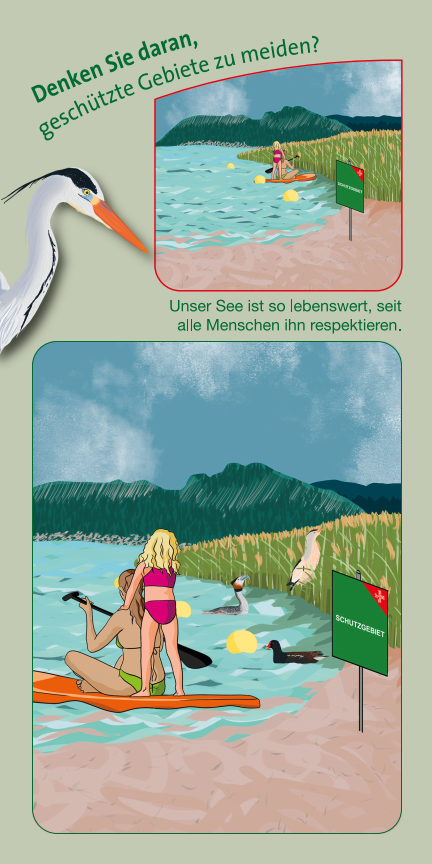 Denken Sie daran,
geschützte Gebiete zu meiden?
SCHUTZGEBIET
Unser See ist so lebenswert, seit
alle Menschen ihn respektieren.
SCHUTZGEBIET